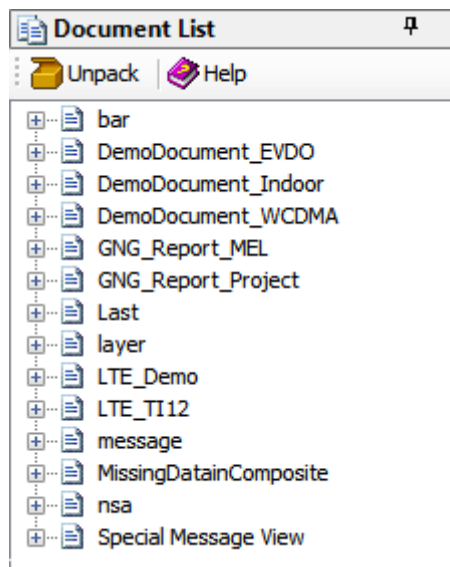 Document List
Unpack Help
bar
DemoDocument_EVDO
DemoDocument_Indoor
DemoDocument_WCDMA
GNG_Report_MEL
GNG_Report_Project
Last
layer
LTE_Demo
LTE_TI12
message
MissingDatainComposite
nsa
Special Message View